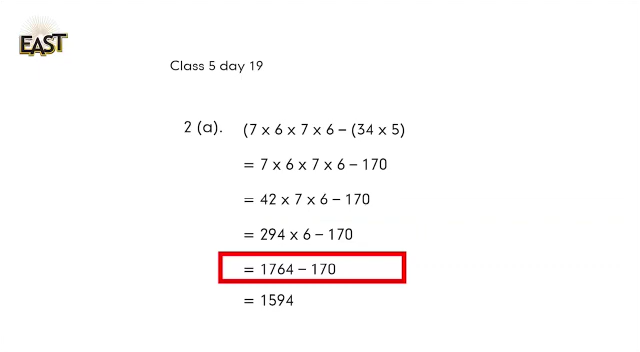 EAST
Class 5 day 19
2 (a). (7 x 6 x 7 x 6 – (34 x 5)
= 7 x 6 x 7 x 6 – 170
= 42 x 7 x 6 – 170
= 294 x 6 – 170
= 1764 – 170
= 1594